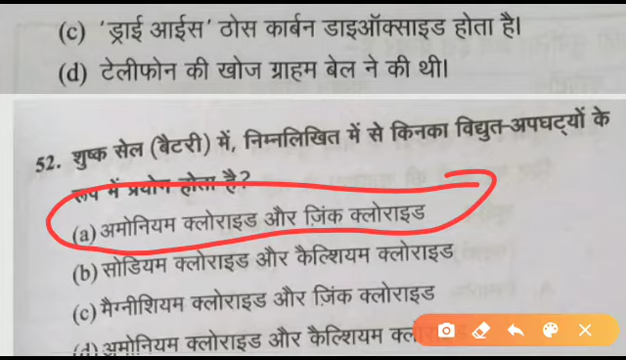 (c) 'ड्राई आईस' ठोस कार्बन डाइऑक्साइड होता है।
(d) टेलीफोन की खोज ग्राहम बेल ने की थी।
52. शुष्क सेल (बैटरी) में, निम्नलिखित में से किनका विद्युत-अपघट्यों के
रूप में प्रयोग होता है?
(a) अमोनियम क्लोराइड और ज़िंक क्लोराइड
(b) सोडियम क्लोराइड और कैल्शियम क्लोराइड
(c) मैग्नीशियम क्लोराइड और ज़िंक क्लोराइड
(d) अमोनियम क्लोराइड और कैल्शियम